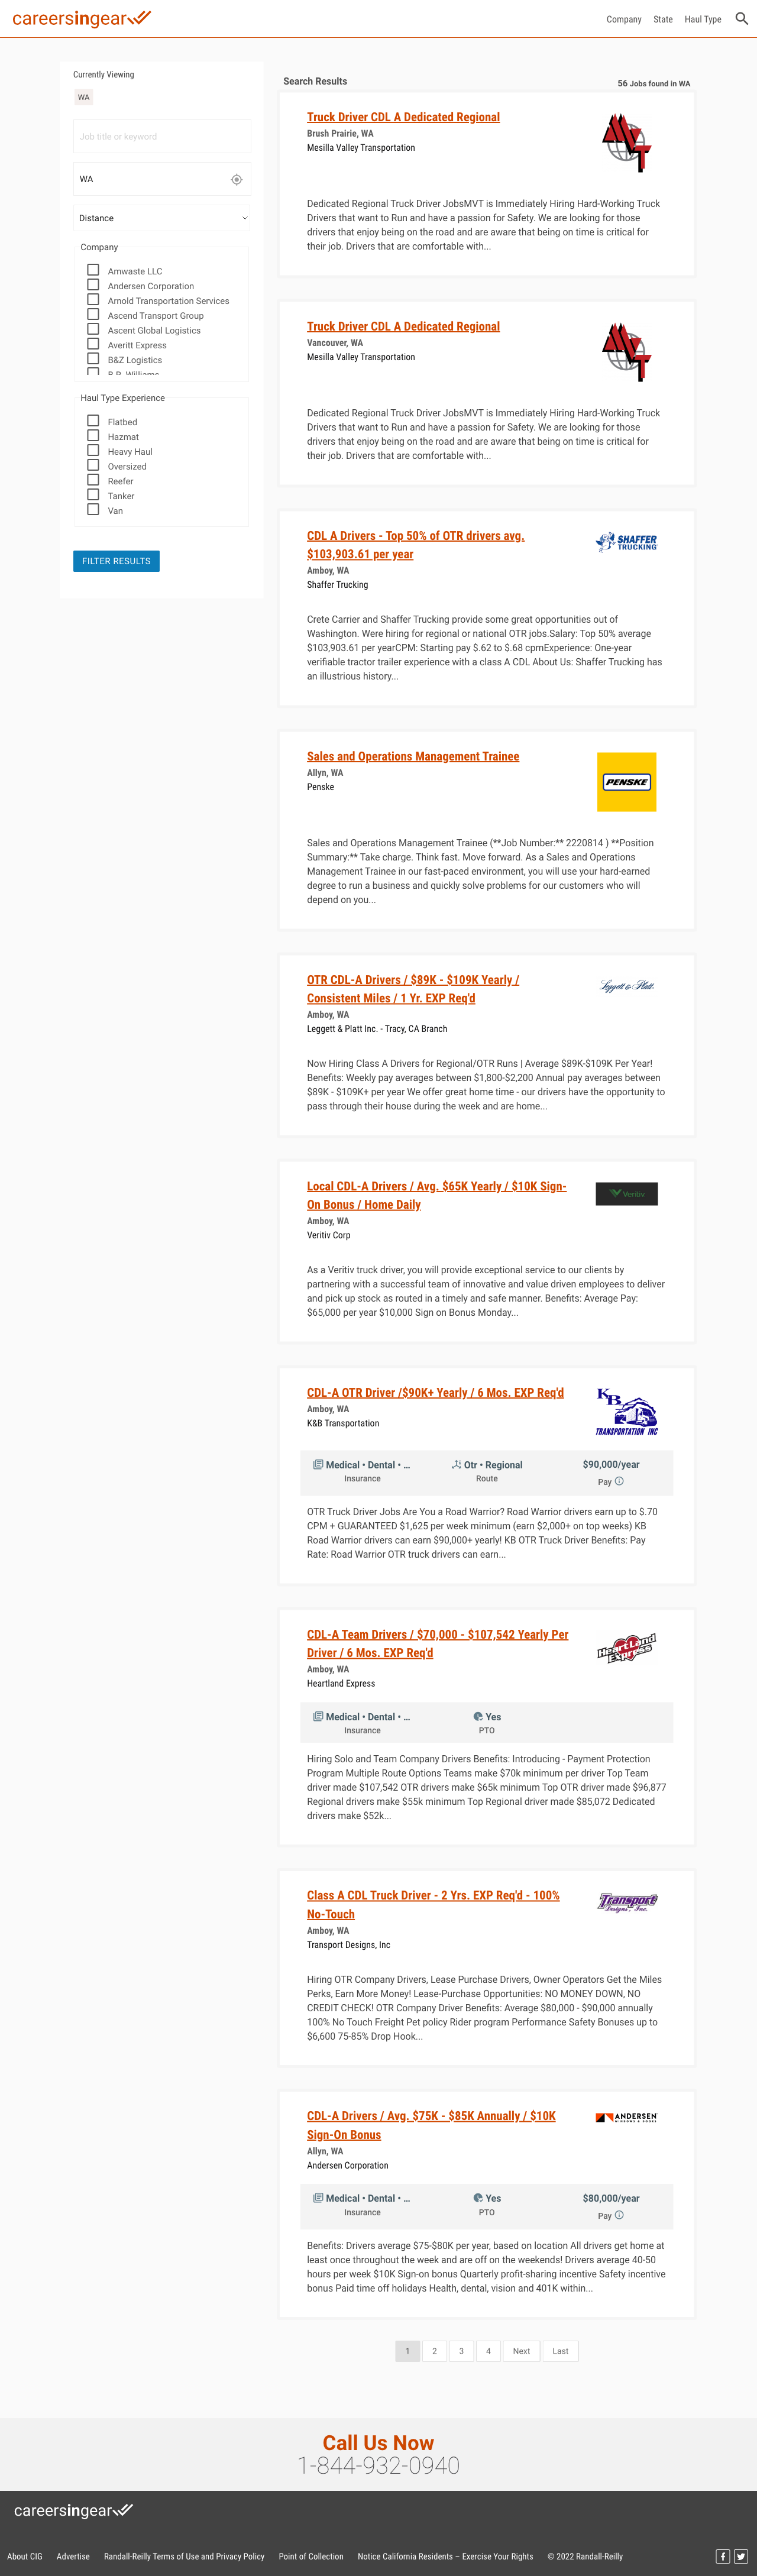 careersingear
Company State Haul Type
Currently Viewing
WA
Job title or keyword
WA
Distance
Company
Amwaste LLC
Andersen Corporation
Arnold Transportation Services
Ascend Transport Group
Ascent Global Logistics
Averitt Express
B&Z Logistics
B.R. Williams
Haul Type Experience
Flatbed
Hazmat
Heavy Haul
Oversized
Reefer
Tanker
Van
FILTER RESULTS
Search Results
56 Jobs found in WA
Truck Driver CDL A Dedicated Regional
Brush Prairie, WA
Mesilla Valley Transportation
MVT
Dedicated Regional Truck Driver JobsMVT is Immediately Hiring Hard-Working Truck
Drivers that want to Run and have a passion for Safety. We are looking for those
drivers that enjoy being on the road and are aware that being on time is critical for
their job. Drivers that are comfortable with...
Truck Driver CDL A Dedicated Regional
Vancouver, WA
Mesilla Valley Transportation
MVT
Dedicated Regional Truck Driver JobsMVT is Immediately Hiring Hard-Working Truck
Drivers that want to Run and have a passion for Safety. We are looking for those
drivers that enjoy being on the road and are aware that being on time is critical for
their job. Drivers that are comfortable with...
CDL A Drivers - Top 50% of OTR drivers avg.
$103,903.61 per year
Amboy, WA
Shaffer Trucking
SHAFFER
TRUCKING
Crete Carrier and Shaffer Trucking provide some great opportunities out of
Washington. Were hiring for regional or national OTR jobs.Salary: Top 50% average
$103,903.61 per yearCPM: Starting pay $.62 to $.68 cpmExperience: One-year
verifiable tractor trailer experience with a class A CDL About Us: Shaffer Trucking has
an illustrious history...
Sales and Operations Management Trainee
Allyn, WA
Penske
PENSKE
Sales and Operations Management Trainee (**Job Number:** 2220814 ) **Position
Summary:** Take charge. Think fast. Move forward. As a Sales and Operations
Management Trainee in our fast-paced environment, you will use your hard-earned
degree to run a business and quickly solve problems for our customers who will
depend on you...
OTR CDL-A Drivers / $89K - $109K Yearly /
Consistent Miles / 1 Yr. EXP Req'd
Amboy, WA
Leggett & Platt Inc. - Tracy, CA Branch
Leggett & Platt
Now Hiring Class A Drivers for Regional/OTR Runs | Average $89K-$109K Per Year!
Benefits: Weekly pay averages between $1,800-$2,200 Annual pay averages between
$89K - $109K+ per year We offer great home time - our drivers have the opportunity to
pass through their house during the week and are home...
Local CDL-A Drivers / Avg. $65K Yearly / $10K Sign-
On Bonus / Home Daily
Amboy, WA
Veritiv Corp
Veritiv
As a Veritiv truck driver, you will provide exceptional service to our clients by
partnering with a successful team of innovative and value driven employees to deliver
and pick up stock as routed in a timely and safe manner. Benefits: Average Pay:
$65,000 per year $10,000 Sign on Bonus Monday...
CDL-A OTR Driver /$90K+ Yearly / 6 Mos. EXP Req'd
Amboy, WA
K&B Transportation
KB
TRANSPORTATION INC
Medical • Dental • ... Otr • Regional $90,000/year
Insurance Route Pay
OTR Truck Driver Jobs Are You a Road Warrior? Road Warrior drivers earn up to $.70
CPM + GUARANTEED $1,625 per week minimum (earn $2,000+ on top weeks) KB
Road Warrior drivers can earn $90,000+ yearly! KB OTR Truck Driver Benefits: Pay
Rate: Road Warrior OTR truck drivers can earn...
CDL-A Team Drivers / $70,000 - $107,542 Yearly Per
Driver / 6 Mos. EXP Req'd
Amboy, WA
Heartland Express
HEARTLAND
EXPRESS
Medical • Dental • ... Yes
Insurance PTO
Hiring Solo and Team Company Drivers Benefits: Introducing - Payment Protection
Program Multiple Route Options Teams make $70k minimum per driver Top Team
driver made $107,542 OTR drivers make $65k minimum Top OTR driver made $96,877
Regional drivers make $55k minimum Top Regional driver made $85,072 Dedicated
drivers make $52k...
Class A CDL Truck Driver - 2 Yrs. EXP Req'd - 100%
No-Touch
Amboy, WA
Transport Designs, Inc
Transport
Designs, Inc.
Hiring OTR Company Drivers, Lease Purchase Drivers, Owner Operators Get the Miles
Perks, Earn More Money! Lease-Purchase Opportunities: NO MONEY DOWN, NO
CREDIT CHECK! OTR Company Driver Benefits: Average $80,000 - $90,000 annually
100% No Touch Freight Pet policy Rider program Performance Safety Bonuses up to
$6,600 75-85% Drop Hook...
CDL-A Drivers / Avg. $75K - $85K Annually / $10K
Sign-On Bonus
Allyn, WA
Andersen Corporation
ANDERSEN
WINDOWS & DOORS
Medical • Dental • ... Yes $80,000/year
Insurance PTO Pay
Benefits: Drivers average $75-$80K per year, based on location All drivers get home at
least once throughout the week and are off on the weekends! Drivers average 40-50
hours per week $10K Sign-on bonus Quarterly profit-sharing incentive Safety incentive
bonus Paid time off holidays Health, dental, vision and 401K within...
1 2 3 4 Next Last
Call Us Now
1-844-932-0940
careersingear
About CIG Advertise Randall-Reilly Terms of Use and Privacy Policy Point of Collection Notice California Residents – Exercise Your Rights © 2022 Randall-Reilly